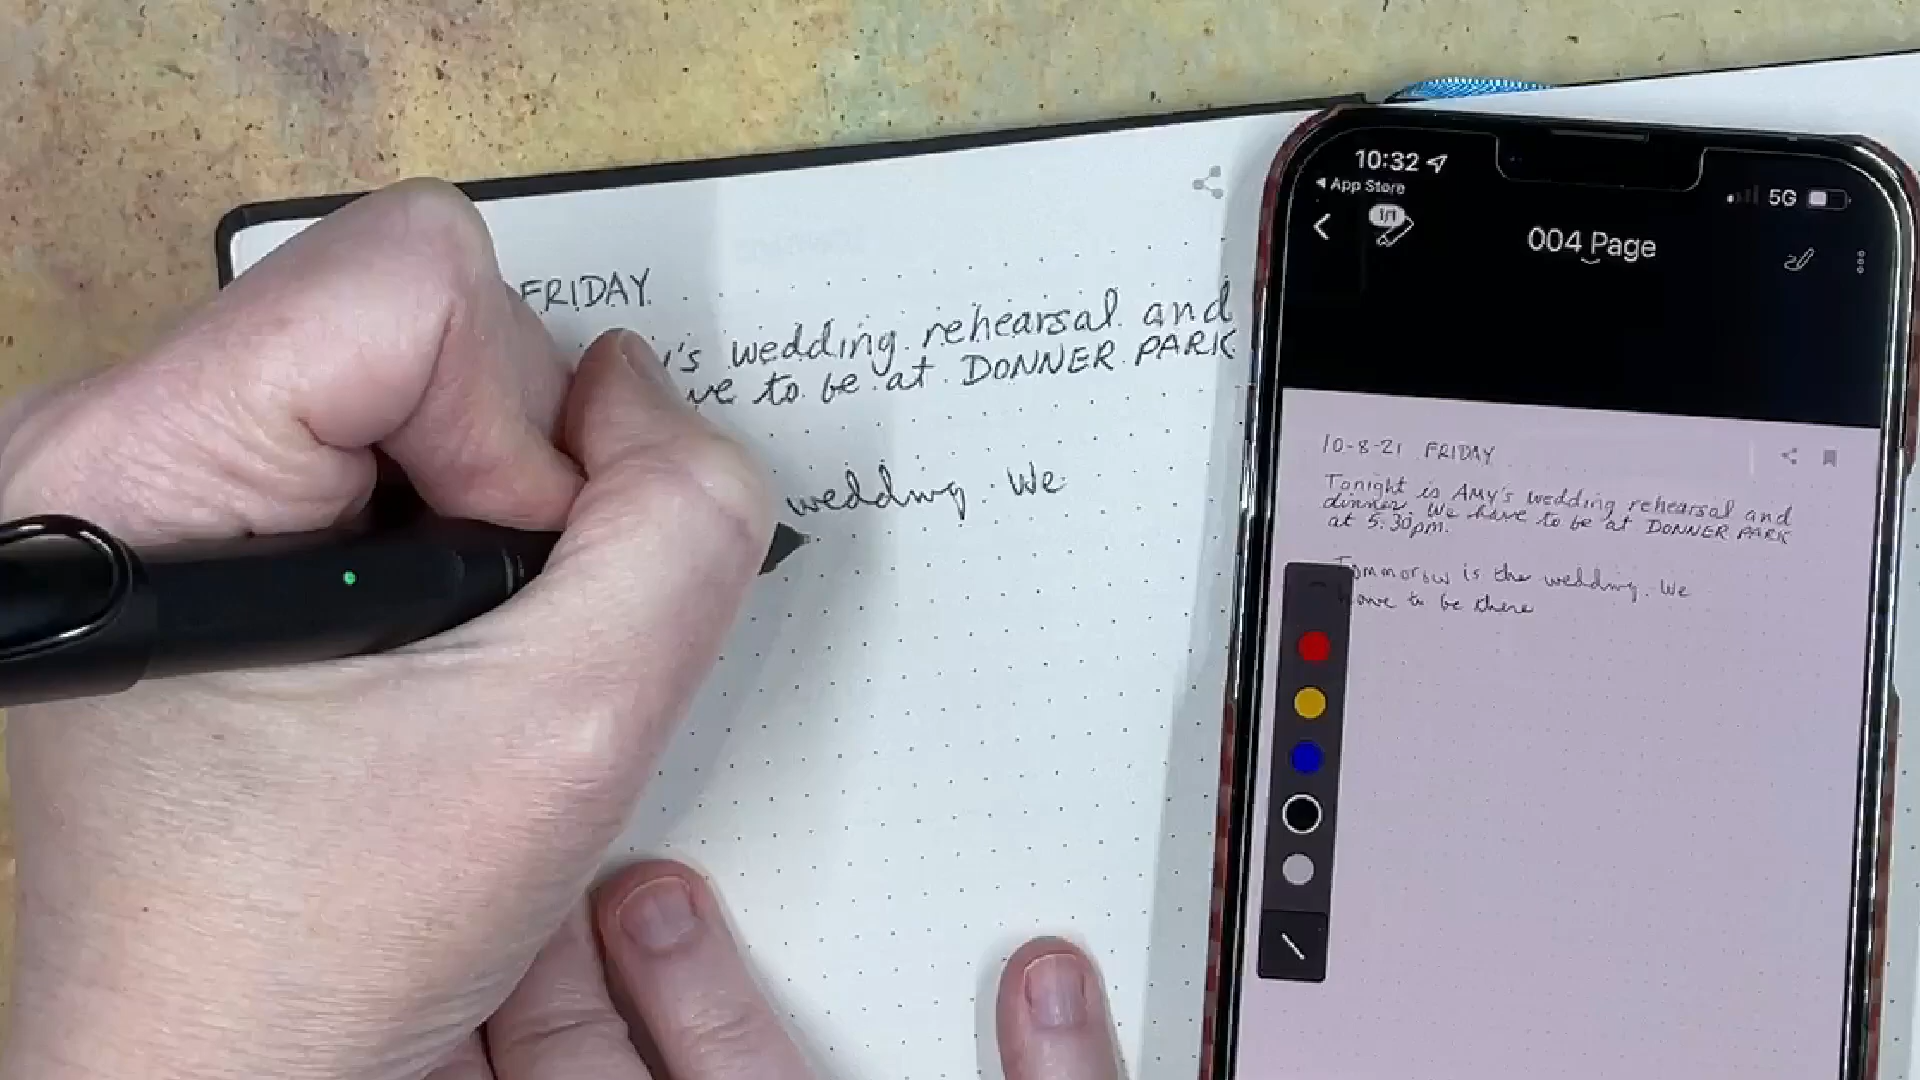 FRIDAY
y's wedding rehearsal and
ve to be at DONNER PARK
wedding. We
10:32
App Store
5G
1/1
004 Page
10-8-21 FRIDAY
Tonight is AMY's wedding rehearsal and
dinner. We have to be at DONNER PARK
at 5:30pm.
Tommorow is the wedding. We
have to be there